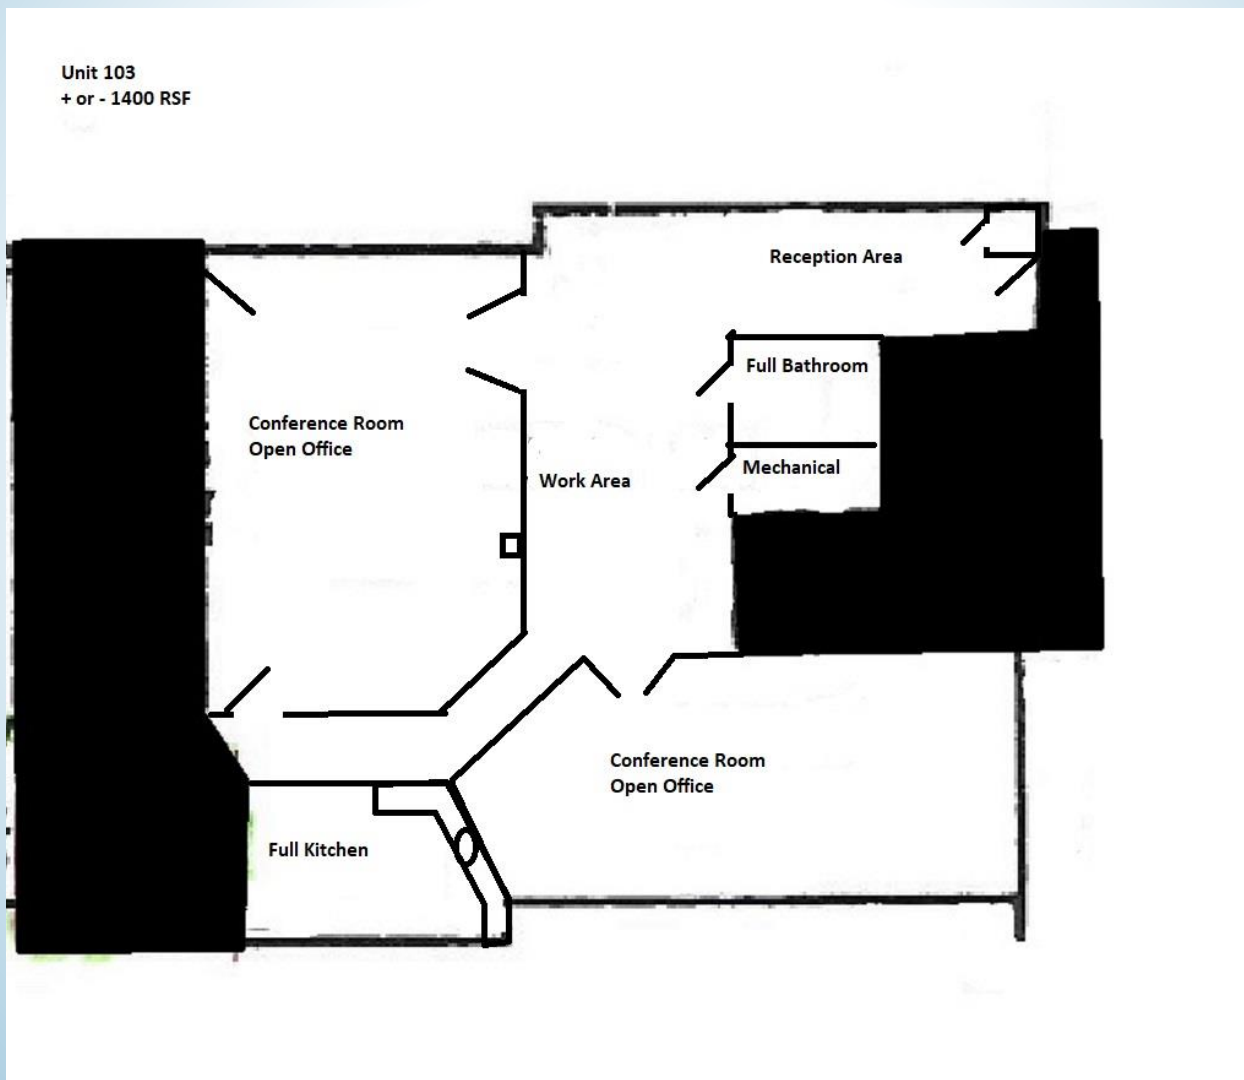 Unit 103
+ or - 1400 RSF
Reception Area
Full Bathroom
Conference Room
Open Office
Mechanical
Work Area
Conference Room
Open Office
Full Kitchen